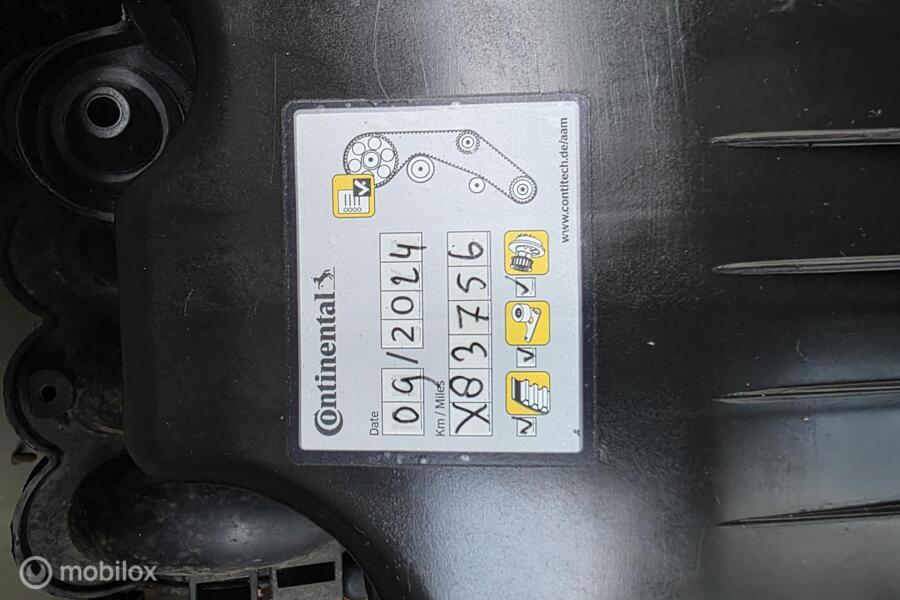 Continental
Date
09/2024
Km / Miles
X83756
www.contitech.de/aam
mobilox